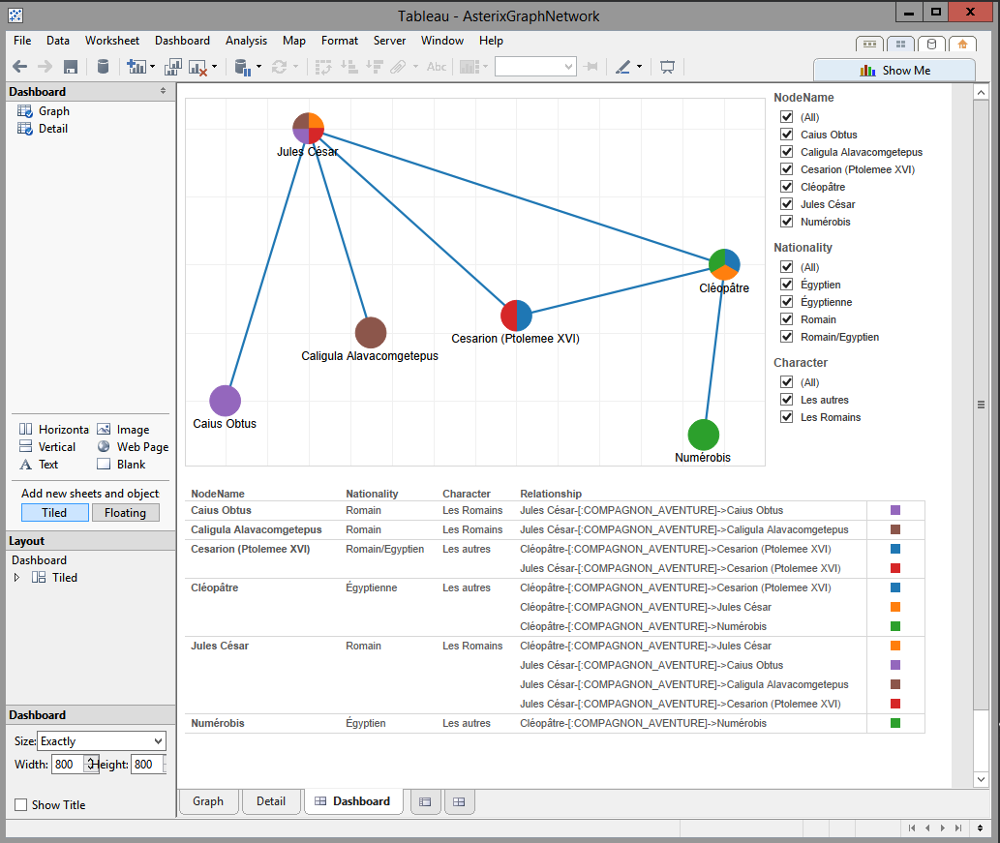 Tableau - AsterixGraphNetwork
File Data Worksheet Dashboard Analysis Map Format Server Window Help
Abc
Show Me
Dashboard
Graph
Detail
Horizonta Image
Vertical Web Page
Text Blank
Add new sheets and object
Tiled Floating
Layout
Dashboard
Tiled
Dashboard
Size: Exactly
Width: 800 Height: 800
Show Title
Jules César
Cléopâtre
Cesarion (Ptolemee XVI)
Caligula Alavacomgetepus
Caius Obtus
Numérobis
NodeName
(All)
Caius Obtus
Caligula Alavacomgetepus
Cesarion (Ptolemee XVI)
Cléopâtre
Jules César
Numérobis
Nationality
(All)
Égyptien
Égyptienne
Romain
Romain/Egyptien
Character
(All)
Les autres
Les Romains
NodeName Nationality Character Relationship
Caius Obtus Romain Les Romains Jules César-[:COMPAGNON_AVENTURE]->Caius Obtus
Caligula Alavacomgetepus Romain Les Romains Jules César-[:COMPAGNON_AVENTURE]->Caligula Alavacomgetepus
Cesarion (Ptolemee XVI) Romain/Egyptien Les autres Cléopâtre-[:COMPAGNON_AVENTURE]->Cesarion (Ptolemee XVI)
Jules César-[:COMPAGNON_AVENTURE]->Cesarion (Ptolemee XVI)
Cléopâtre Égyptienne Les autres Cléopâtre-[:COMPAGNON_AVENTURE]->Cesarion (Ptolemee XVI)
Cléopâtre-[:COMPAGNON_AVENTURE]->Jules César
Cléopâtre-[:COMPAGNON_AVENTURE]->Numérobis
Jules César Romain Les Romains Cléopâtre-[:COMPAGNON_AVENTURE]->Jules César
Jules César-[:COMPAGNON_AVENTURE]->Caius Obtus
Jules César-[:COMPAGNON_AVENTURE]->Caligula Alavacomgetepus
Jules César-[:COMPAGNON_AVENTURE]->Cesarion (Ptolemee XVI)
Numérobis Égyptien Les autres Cléopâtre-[:COMPAGNON_AVENTURE]->Numérobis
Graph Detail Dashboard